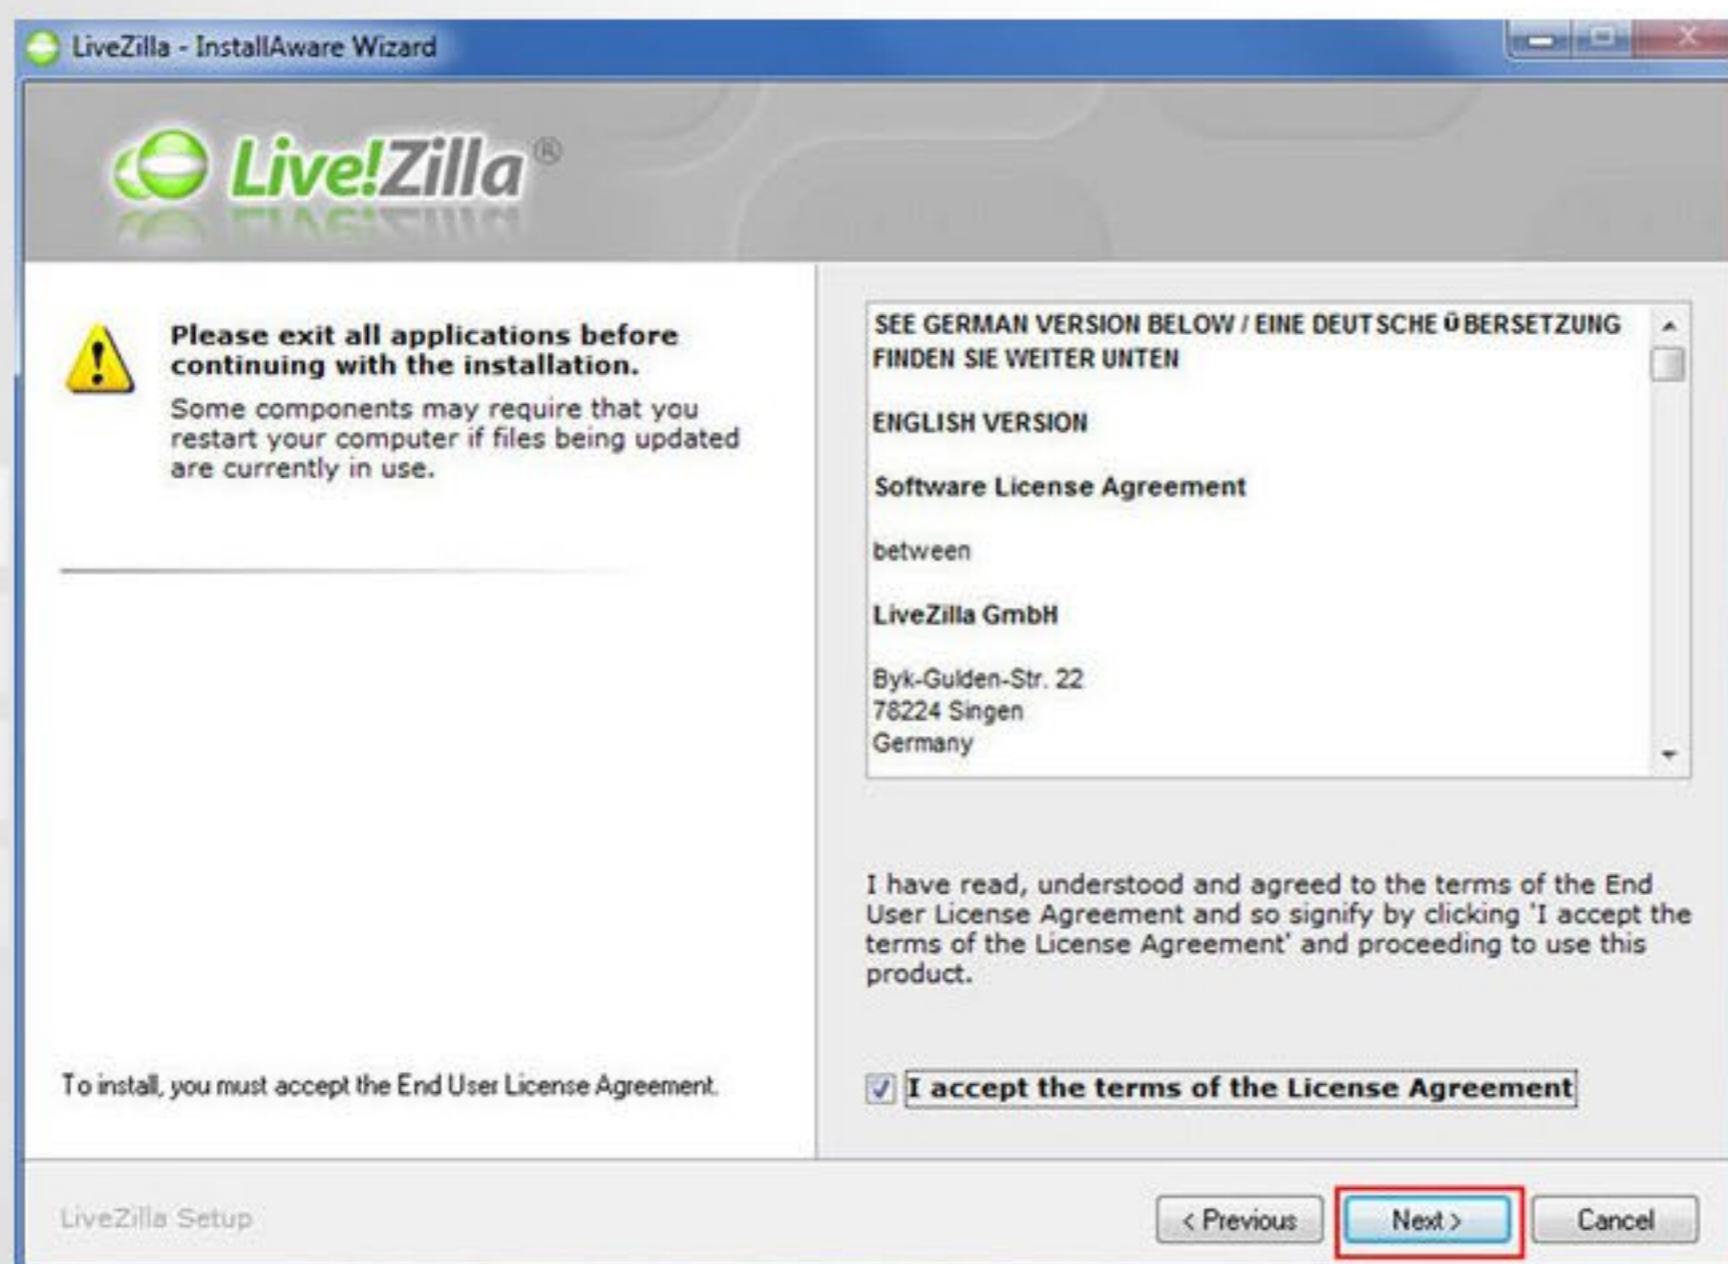 LiveZilla - InstallAware Wizard
Live!Zilla®
Please exit all applications before
continuing with the installation.
Some components may require that you
restart your computer if files being updated
are currently in use.
To install, you must accept the End User License Agreement.
SEE GERMAN VERSION BELOW / EINE DEUTSCHE ÜBERSETZUNG
FINDEN SIE WEITER UNTEN
ENGLISH VERSION
Software License Agreement
between
LiveZilla GmbH
Byk-Gulden-Str. 22
78224 Singen
Germany
I have read, understood and agreed to the terms of the End
User License Agreement and so signify by clicking 'I accept the
terms of the License Agreement' and proceeding to use this
product.
I accept the terms of the License Agreement
LiveZilla Setup
< Previous
Next >
Cancel